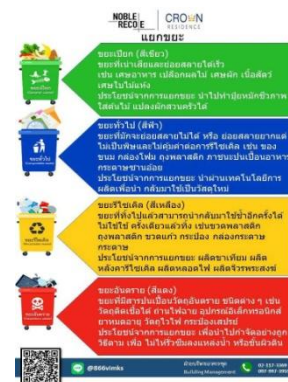 NOBLE RECOLE
CROWN RESIDENCE
แยกขยะ
ขยะเปียก (สีเขียว)
ขยะที่เน่าเสียและย่อยสลายได้เร็ว
เช่น เศษอาหาร เปลือกผลไม้ เศษผัก เนื้อสัตว์
เศษใบไม้แห้ง
ประโยชน์จากการแยกขยะ นำไปทำปุ๋ยหมักชีวภาพ
ใส่ต้นไม้ แปลงผักสวนครัวได้
ขยะเปียก
ขยะทั่วไป (สีฟ้า)
ขยะที่มักจะย่อยสลายไม่ได้ หรือ ย่อยสลายยากแต่
ไม่เป็นพิษและไม่คุ้มค่าต่อการรีไซเคิล เช่น ซอง
ขนม กล่องโฟม ถุงพลาสติก ภาชนะปนเปื้อนอาหาร
กระดาษชานอ้อย
ประโยชน์จากการแยกขยะ นำมาผ่านเทคโนโลยีการ
ผลิตเพื่อนำ กลับมาใช้เป็นวัสดุใหม่
ขยะทั่วไป
ขยะรีไซเคิล (สีเหลือง)
ขยะที่ทิ้งไปแล้วสามารถนำกลับมาใช้ซ้ำอีกครั้งได้
ไม่ใช่ใช้ ครั้งเดียวแล้วทิ้ง เช่นขวดพลาสติก
ถุงพลาสติก ขวดแก้ว กระป๋อง กล่องกระดาษ
กระดาษ
ประโยชน์จากการแยกขยะ ผลิตขาเทียม ผลิต
หลังคารีไซเคิล ผลิตหลอดไฟ ผลิตจีวรพระสงฆ์
ขยะรีไซเคิล
ขยะอันตราย (สีแดง)
ขยะที่มีสารปนเปื้อนวัตถุอันตราย ชนิดต่าง ๆ เช่น
วัตถุติดเชื้อได้ ถ่านไฟฉาย อุปกรณ์อิเล็กทรอนิกส์
ยาหมดอายุ วัตถุไวไฟ กระป๋องสเปรย์
ประโยชน์จากการแยกขยะ เพื่อนำไปกำจัดอย่างถูก
วิธีตาม เพื่อ ไม่ให้รั่วซึมลงแหล่งน้ำ หรือชั้นผิวดิน
ขยะอันตราย
@866vimks
Building Management